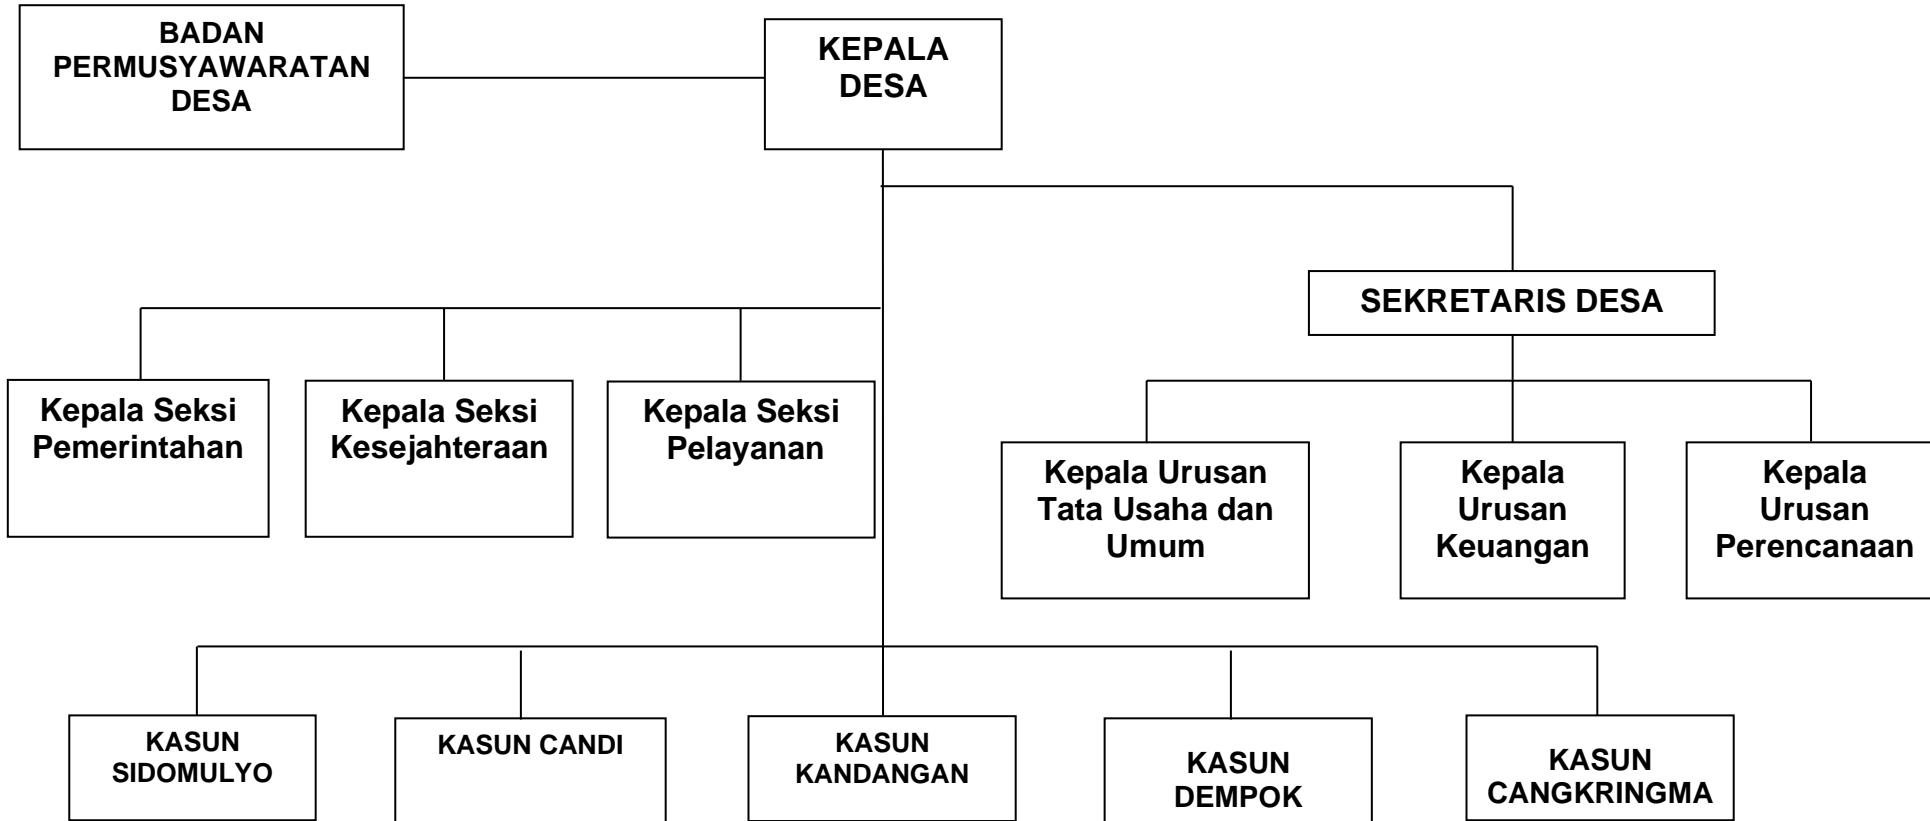 BADAN
PERMUSYAWARATAN
DESA
KEPALA
DESA
SEKRETARIS DESA
Kepala Seksi
Pemerintahan
Kepala Seksi
Kesejahteraan
Kepala Seksi
Pelayanan
Kepala Urusan
Tata Usaha dan
Umum
Kepala
Urusan
Keuangan
Kepala
Urusan
Perencanaan
KASUN
SIDOMULYO
KASUN CANDI
KASUN
KANDANGAN
KASUN
DEMPOK
KASUN
CANGKRINGMA